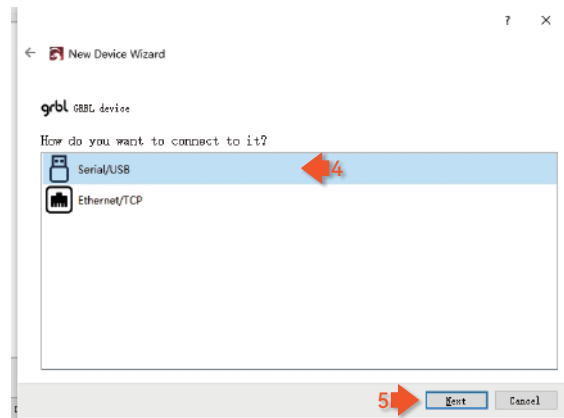 ?
New Device Wizard
grbl GRBL device
How do you want to connect to it?
Serial/USB 4
Ethernet/TCP
5 Next Cancel